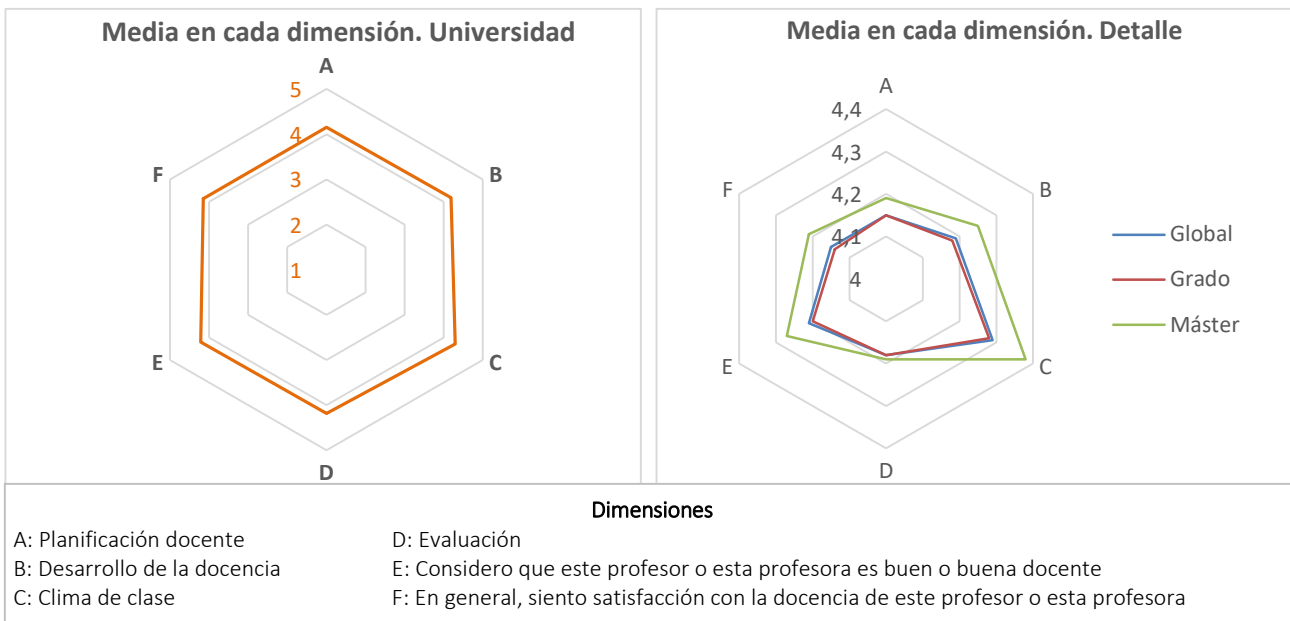 Media en cada dimensión. Universidad
A
5
4
3
2
1
F
B
E
C
D
Media en cada dimensión. Detalle
A
4,4
4,3
4,2
4,1
4
F
B
E
C
D
Global
Grado
Máster
Dimensiones
A: Planificación docente
D: Evaluación
B: Desarrollo de la docencia
E: Considero que este profesor o esta profesora es buen o buena docente
C: Clima de clase
F: En general, siento satisfacción con la docencia de este profesor o esta profesora